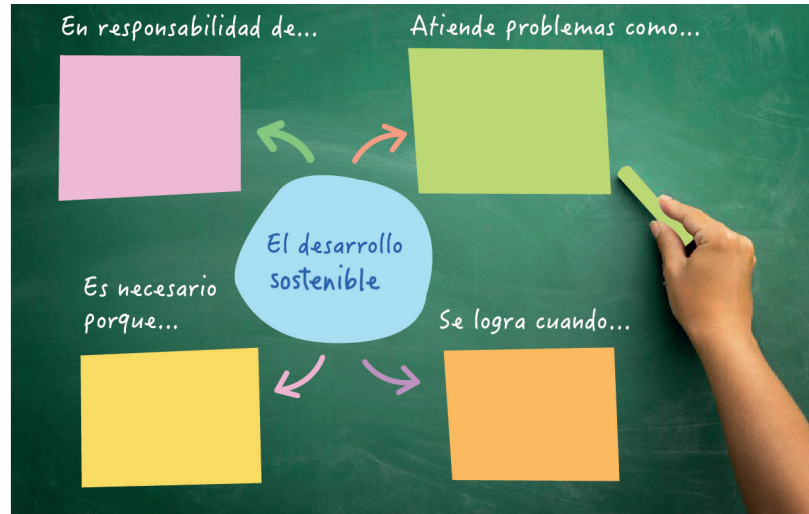 En responsabilidad de...
Atiende problemas como...
El desarrollo
sostenible
Es necesario
porque...
Se logra cuando...